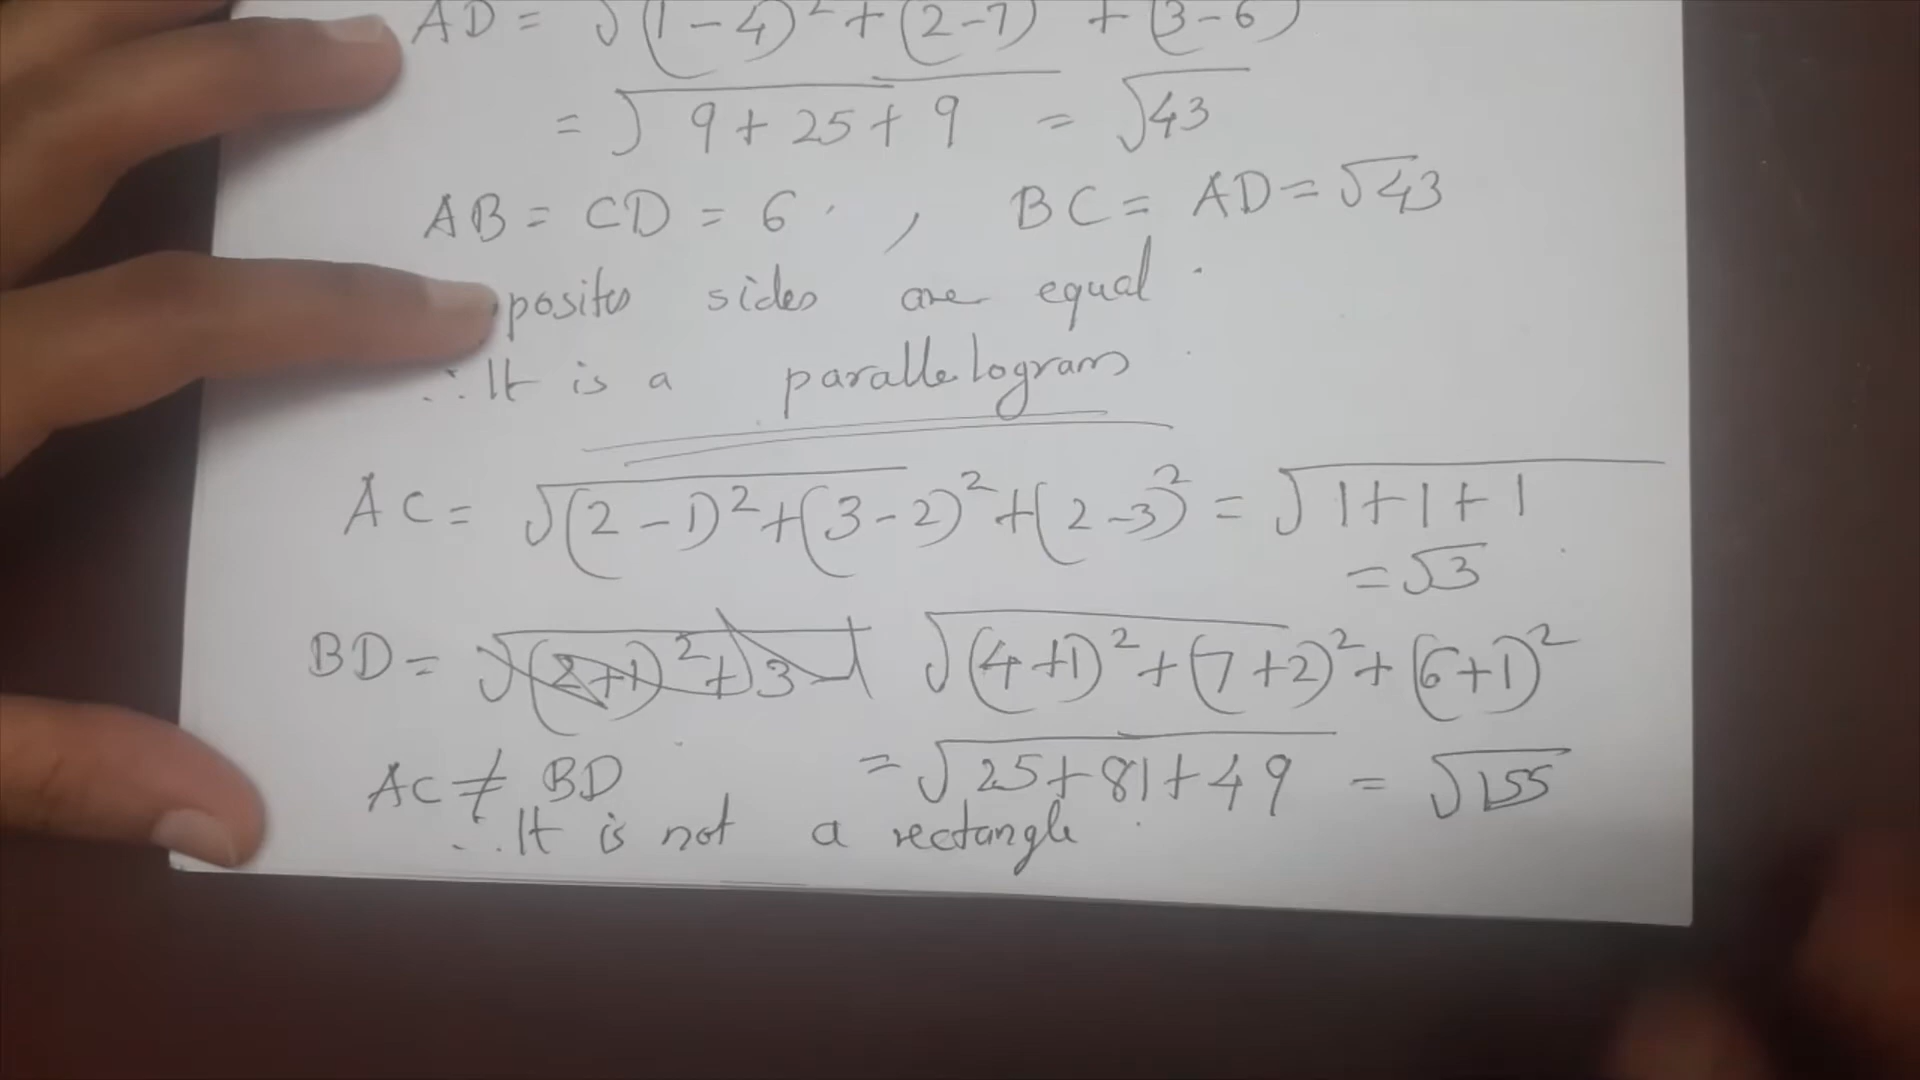 AD = √(1-4)² + (2-7) + (3-6)
= √9+25+9 = √43
AB = CD = 6 , BC = AD = √43
posites sides are equal.
∴ It is a parallelogram.
AC = √(2-1)²+(3-2)²+(2-3)² = √1+1+1
= √3
BD = √(4+1)²+(7+2)²+(6+1)²
AC ≠ BD = √25+81+49 = √155
∴ It is not a rectangle.